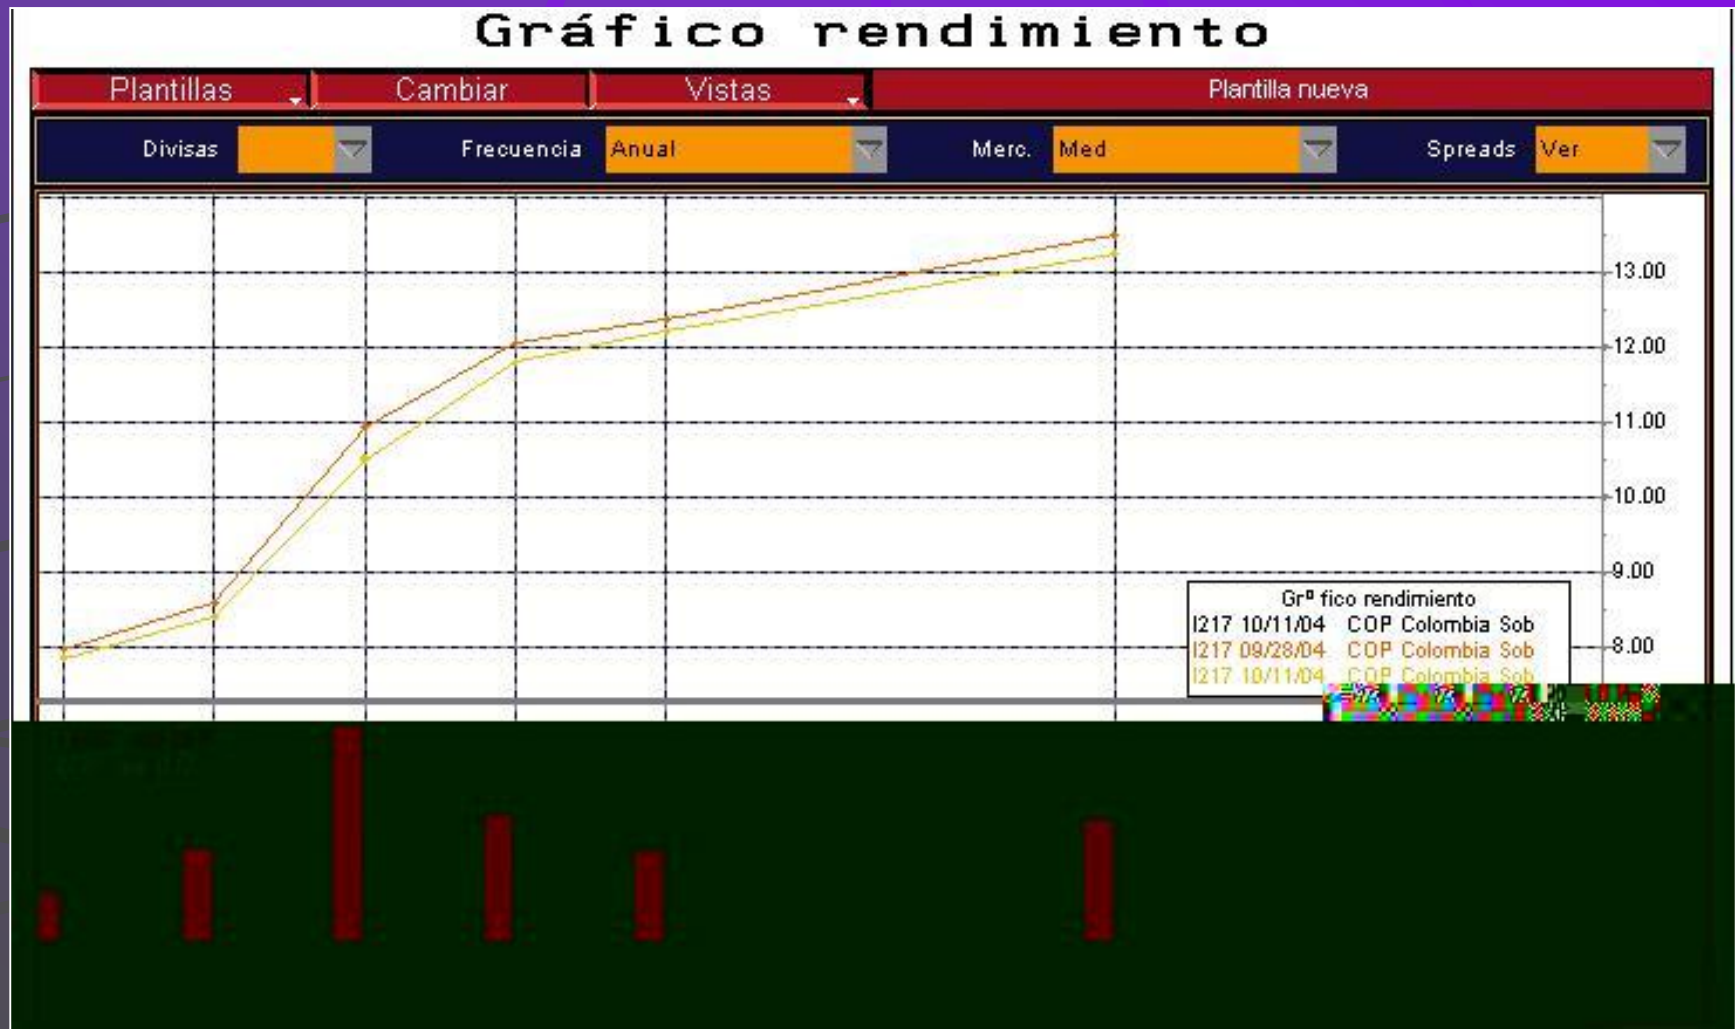 Gráfico rendimiento
Plantillas Cambiar Vistas Plantilla nueva
Divisas Frecuencia Anual Merc. Med Spreads Ver
13.00
12.00
11.00
10.00
9.00
8.00
Grª fico rendimiento
I217 10/11/04 COP Colombia Sob
I217 09/28/04 COP Colombia Sob
I217 10/11/04 COP Colombia Sob